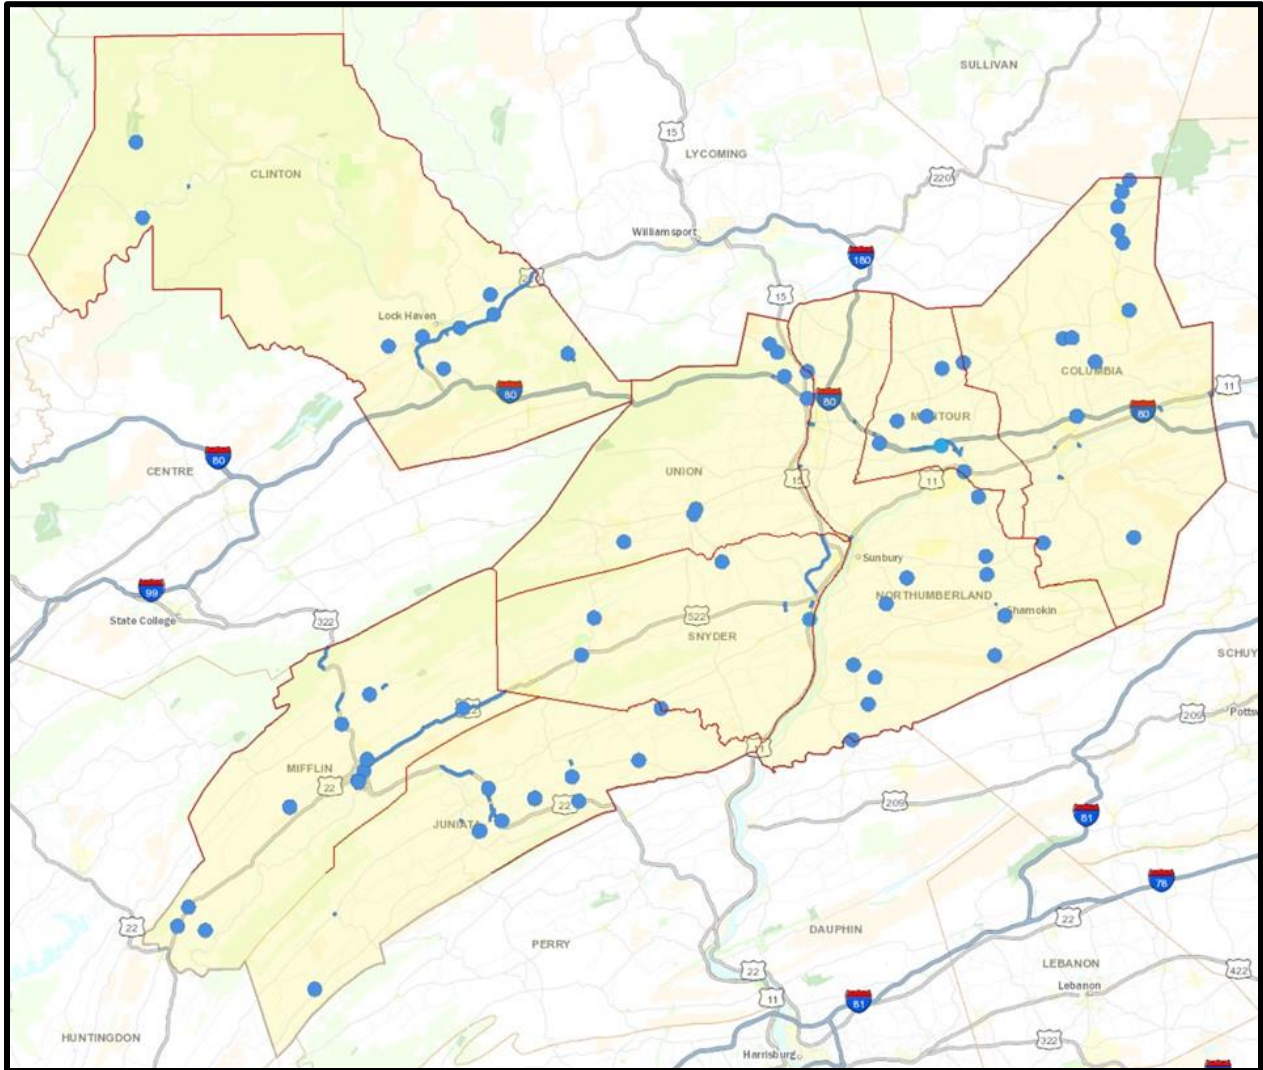 SULLIVAN
15
LYCOMING
CLINTON
220
Williamsport
180
15
Lock Haven
80
COLUMBIA
11
80
80
MONTOUR
80
CENTRE
UNION
15
11
Sunbury
99
State College
322
522
NORTHUMBERLAND
Shamokin
SNYDER
SCHUY
209
Potts
11
MIFFLIN
22
22
209
JUNIATA
81
78
22
22
DAUPHIN
PERRY
LEBANON
22
422
Lebanon
11
81
HUNTINGDON
322
Harrisburg